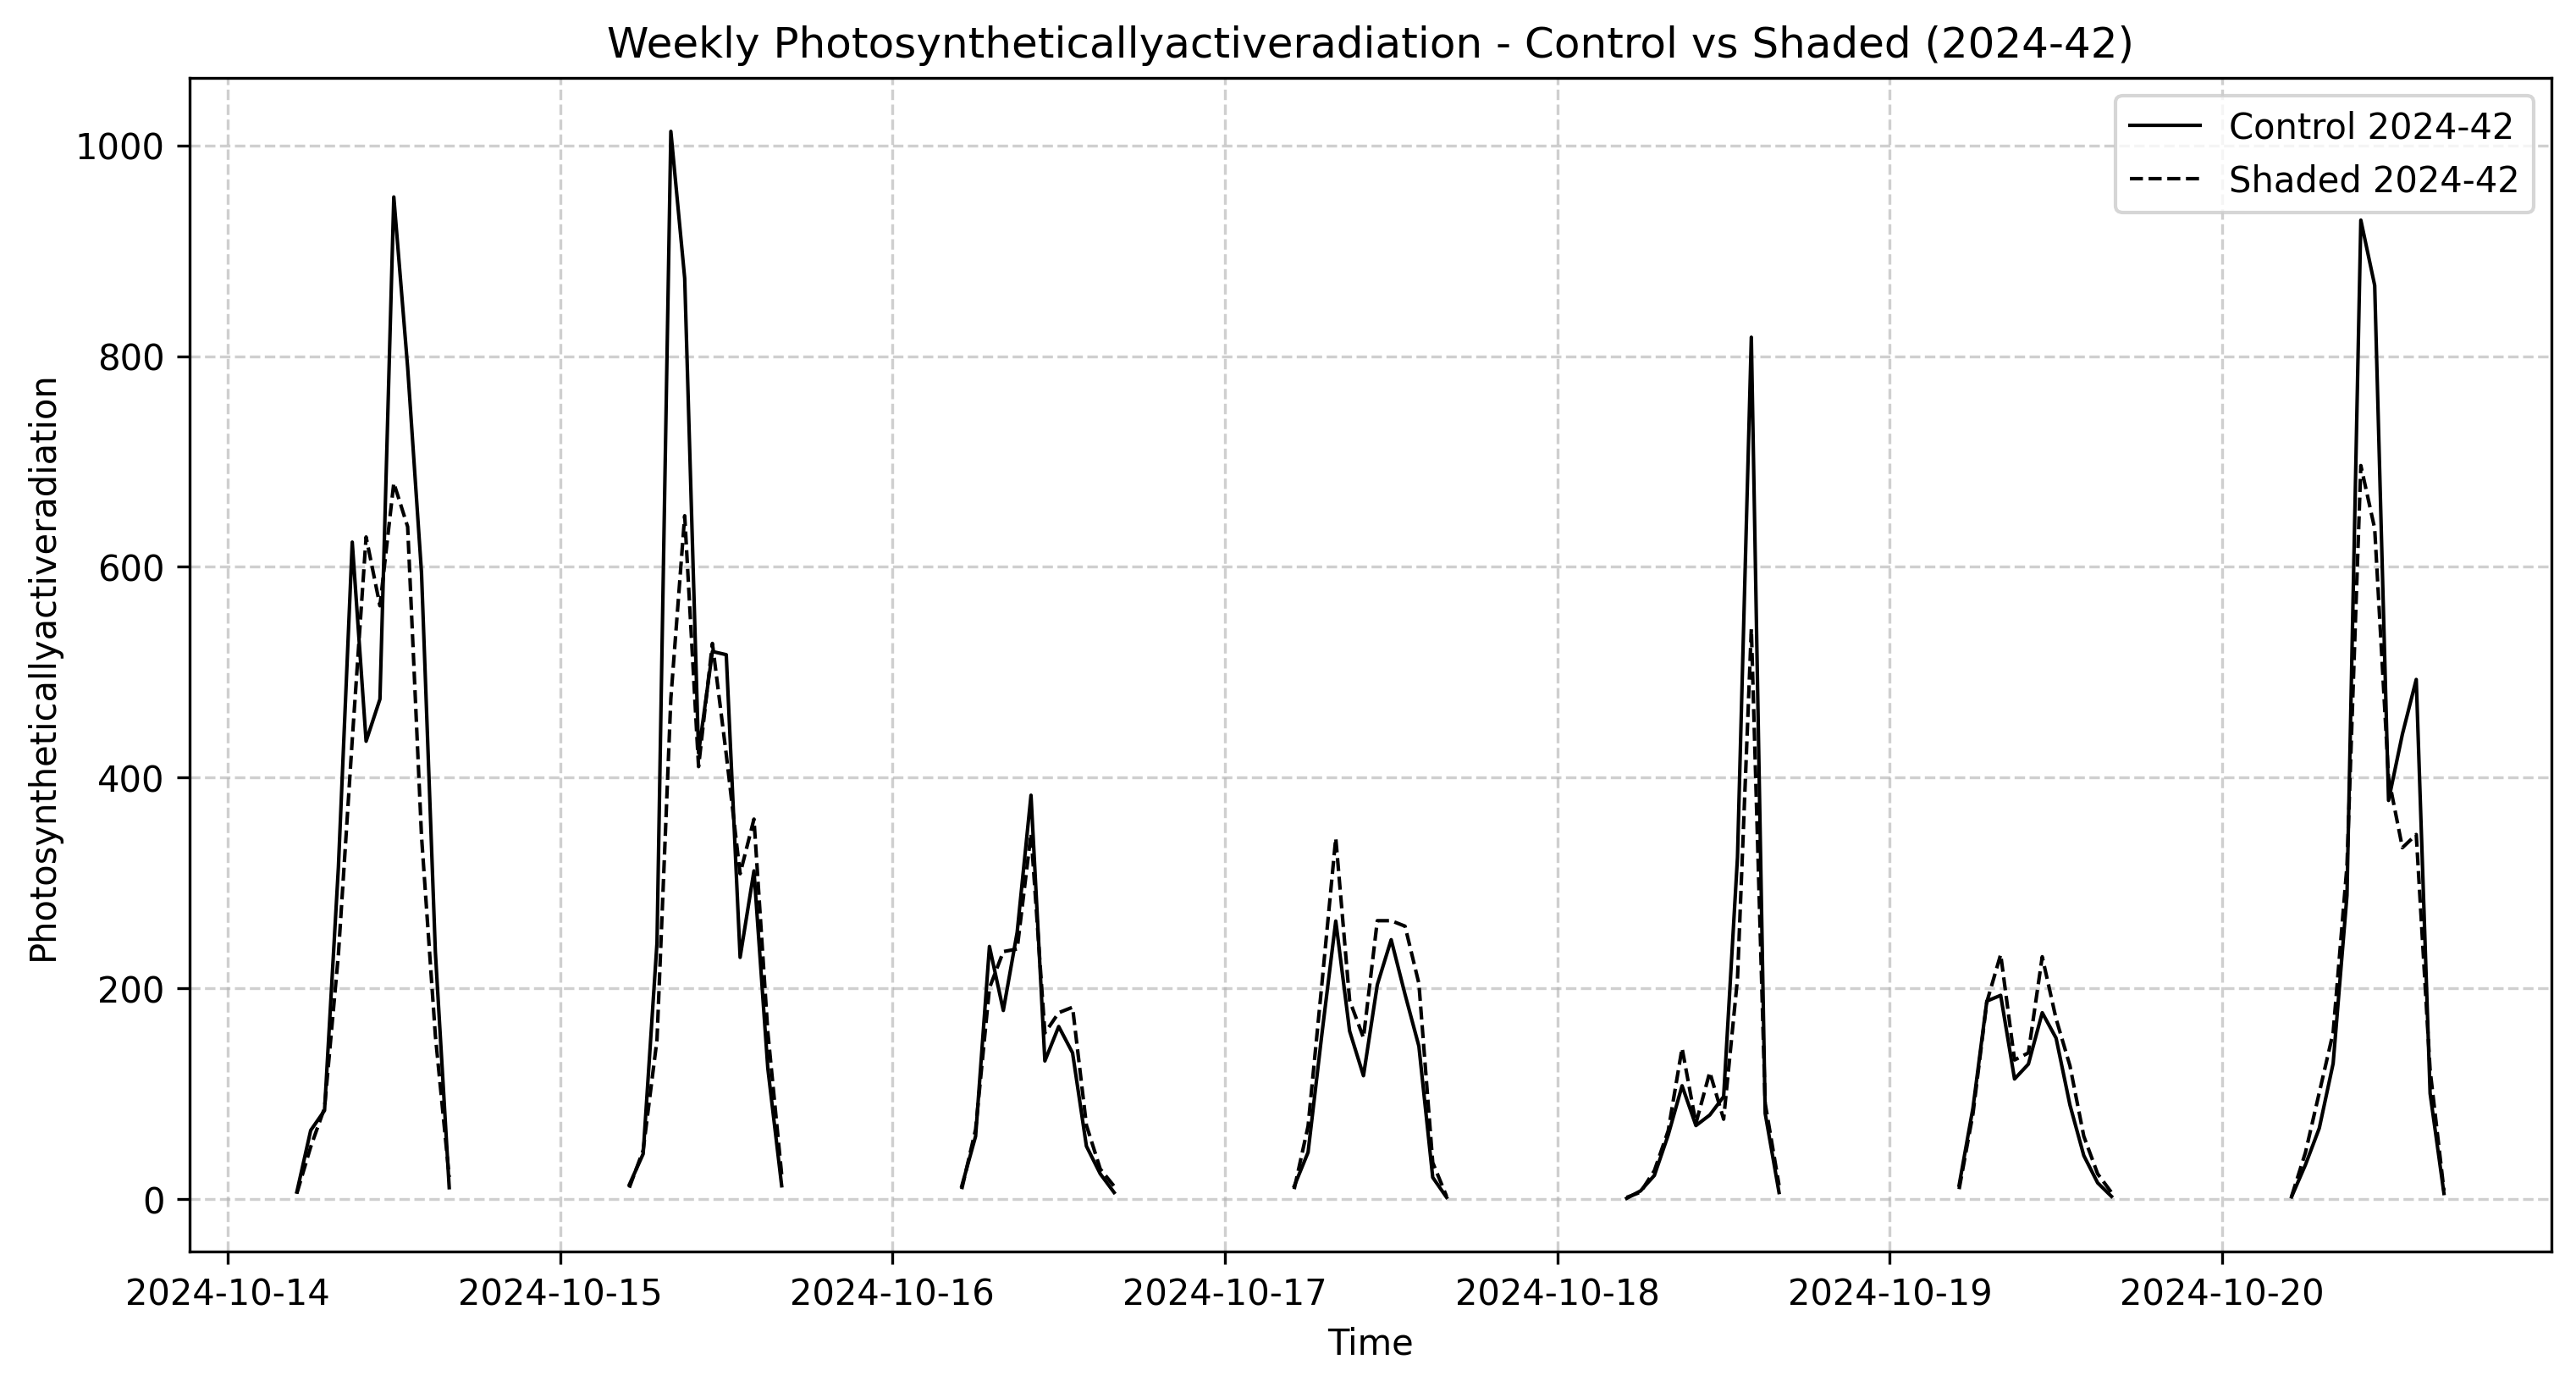 Weekly Photosyntheticallyactiveradiation - Control vs Shaded (2024-42)
Control 2024-42
Shaded 2024-42
Photosyntheticallyactiveradiation
1000
800
600
400
200
0
2024-10-14 2024-10-15 2024-10-16 2024-10-17 2024-10-18 2024-10-19 2024-10-20
Time